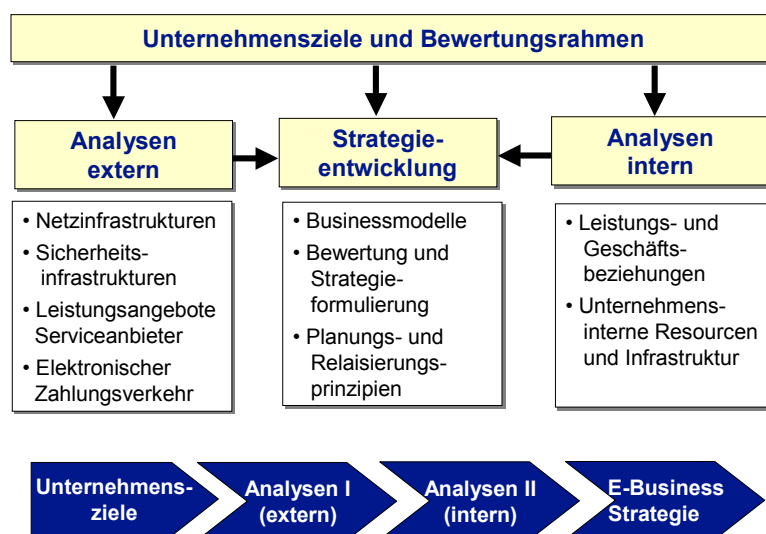 Unternehmensziele und Bewertungsrahmen
Analysen
extern
Strategie-
entwicklung
Analysen
intern
• Netzinfrastrukturen
• Sicherheits-
infrastrukturen
• Leistungsangebote
Serviceanbieter
• Elektronischer
Zahlungsverkehr
• Businessmodelle
• Bewertung und
Strategie-
formulierung
• Planungs- und
Relaisierungs-
prinzipien
• Leistungs- und
Geschäfts-
beziehungen
• Unternehmens-
interne Resourcen
und Infrastruktur
Unternehmens-
ziele
Analysen I
(extern)
Analysen II
(intern)
E-Business
Strategie